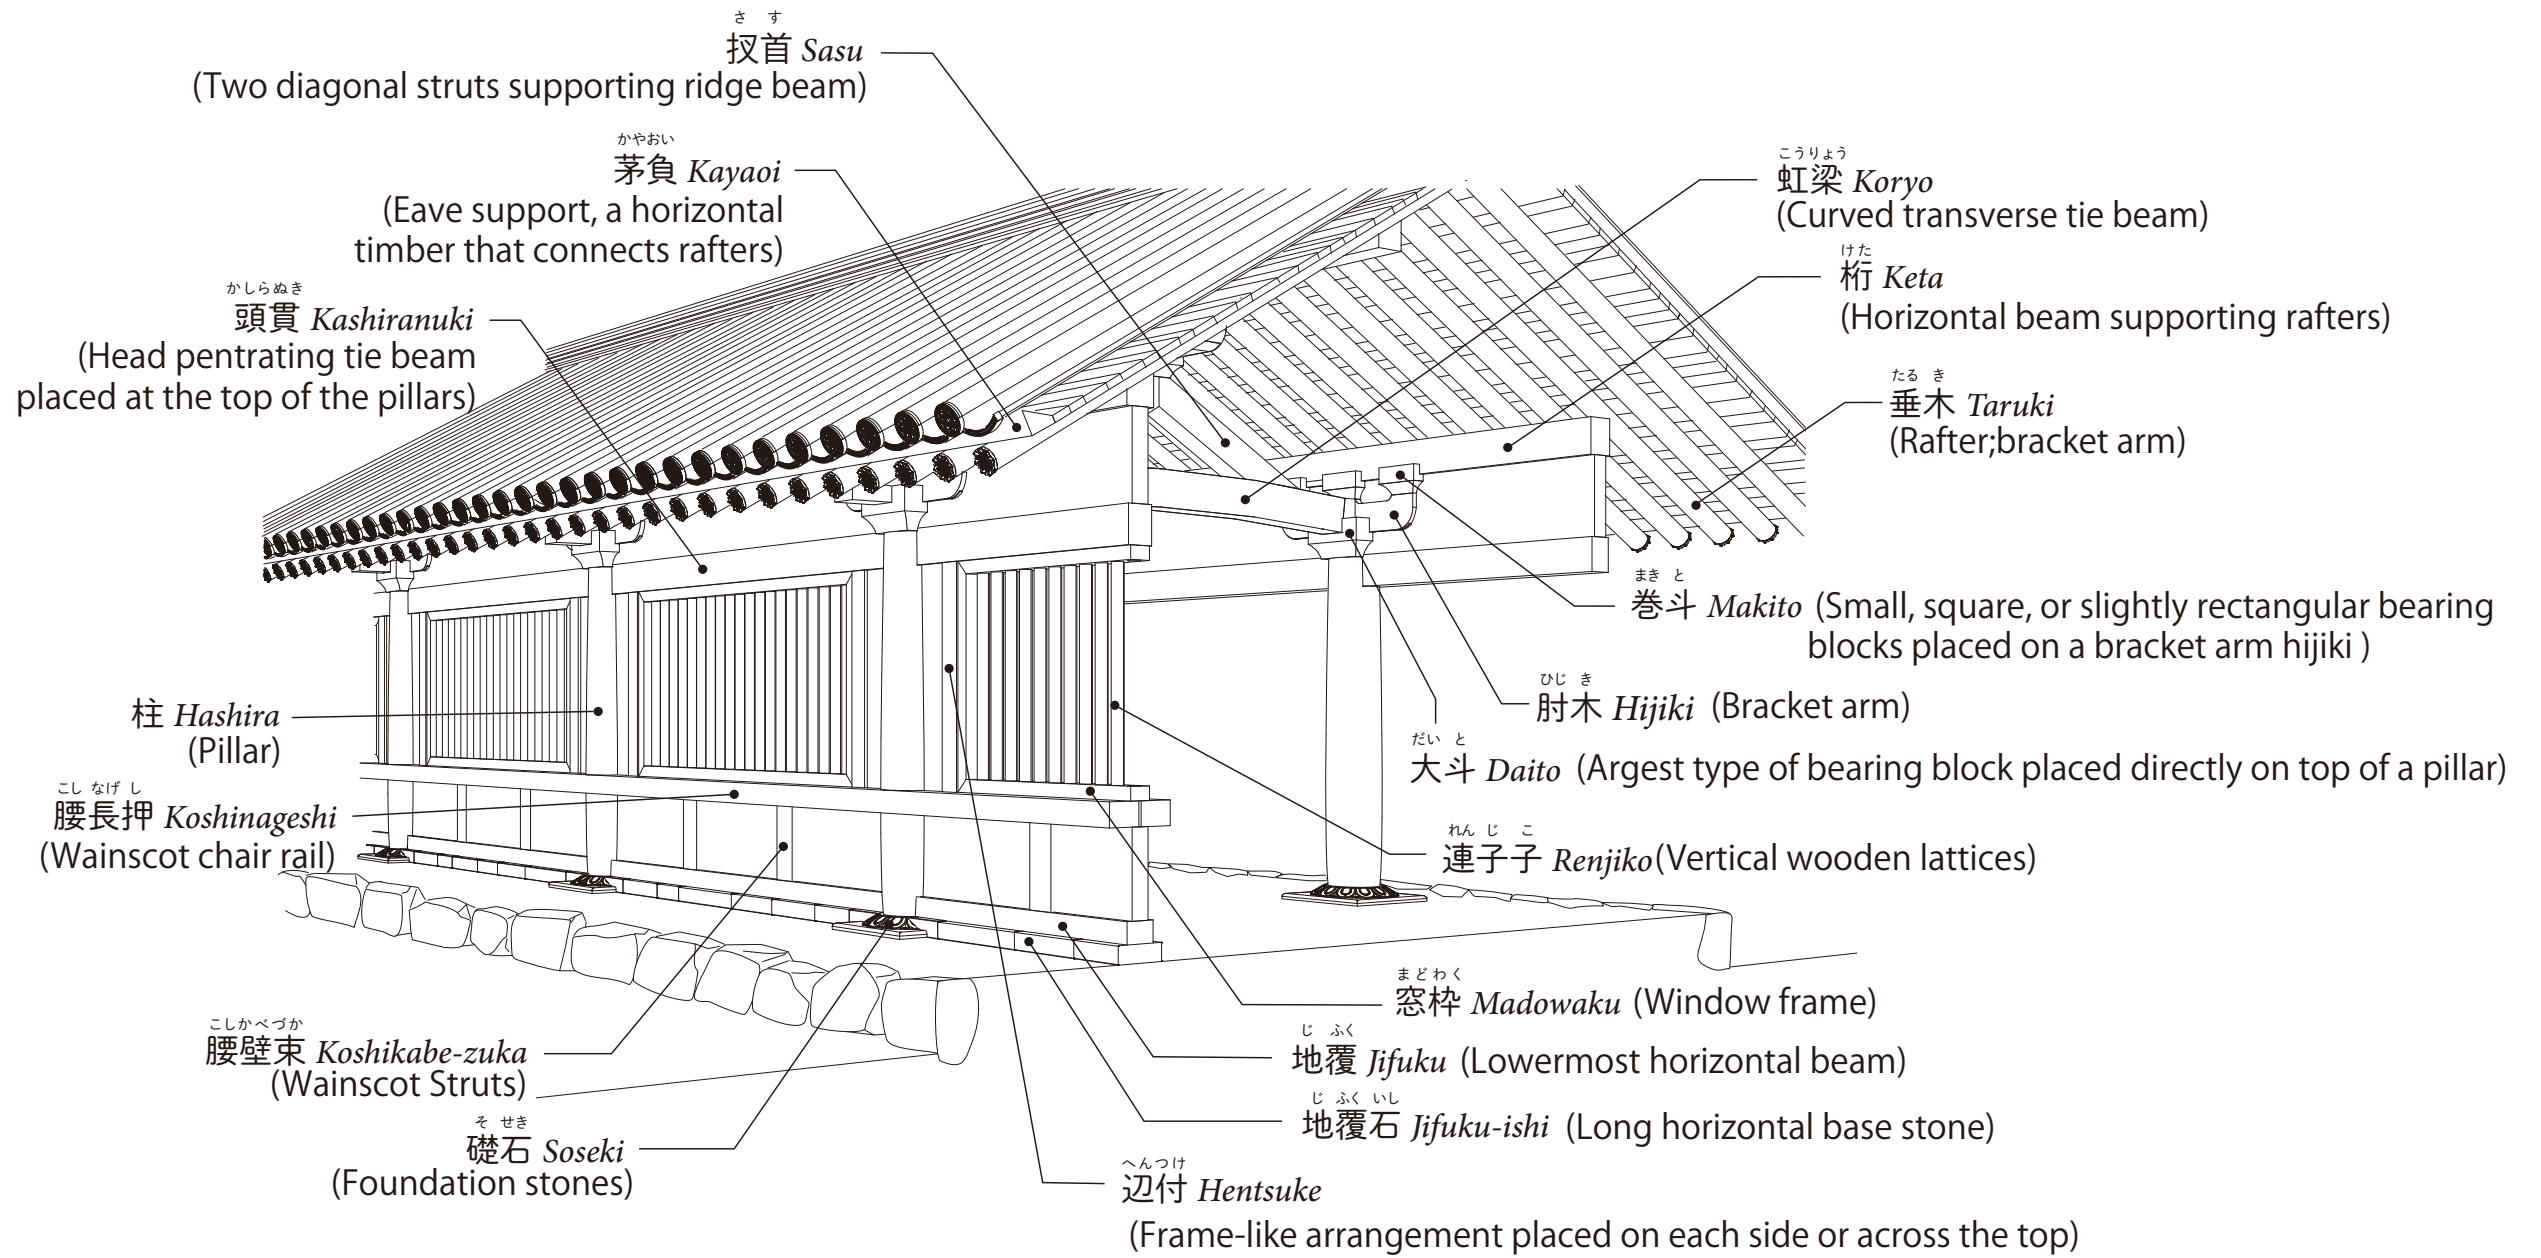 さ す
扠首 Sasu
(Two diagonal struts supporting ridge beam)
かやおい
茅負 Kayaoi
(Eave support, a horizontal
timber that connects rafters)
かしらぬき
頭貫 Kashiranuki
(Head pentrating tie beam
placed at the top of the pillars)
柱 Hashira
(Pillar)
こし なげ し
腰長押 Koshinageshi
(Wainscot chair rail)
こしかべづか
腰壁束 Koshikabe-zuka
(Wainscot Struts)
そ せき
礎石 Soseki
(Foundation stones)
こうりょう
虹梁 Koryo
(Curved transverse tie beam)
けた
桁 Keta
(Horizontal beam supporting rafters)
たる き
垂木 Taruki
(Rafter;bracket arm)
まき と
巻斗 Makito (Small, square, or slightly rectangular bearing
blocks placed on a bracket arm hijiki )
ひじ き
肘木 Hijiki (Bracket arm)
だい と
大斗 Daito (Argest type of bearing block placed directly on top of a pillar)
れん じ こ
連子子 Renjiko(Vertical wooden lattices)
まどわく
窓枠 Madowaku (Window frame)
じ ふく
地覆 Jifuku (Lowermost horizontal beam)
じ ふく いし
地覆石 Jifuku-ishi (Long horizontal base stone)
へんつけ
辺付 Hentsuke
(Frame-like arrangement placed on each side or across the top)